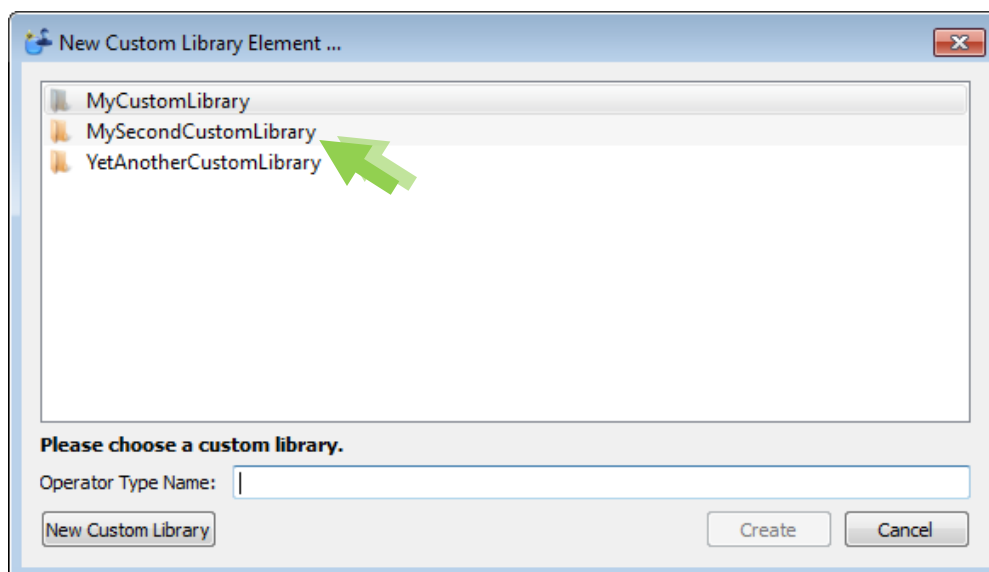 New Custom Library Element ...
MyCustomLibrary
MySecondCustomLibrary
YetAnotherCustomLibrary
Please choose a custom library.
Operator Type Name:
New Custom Library Create Cancel